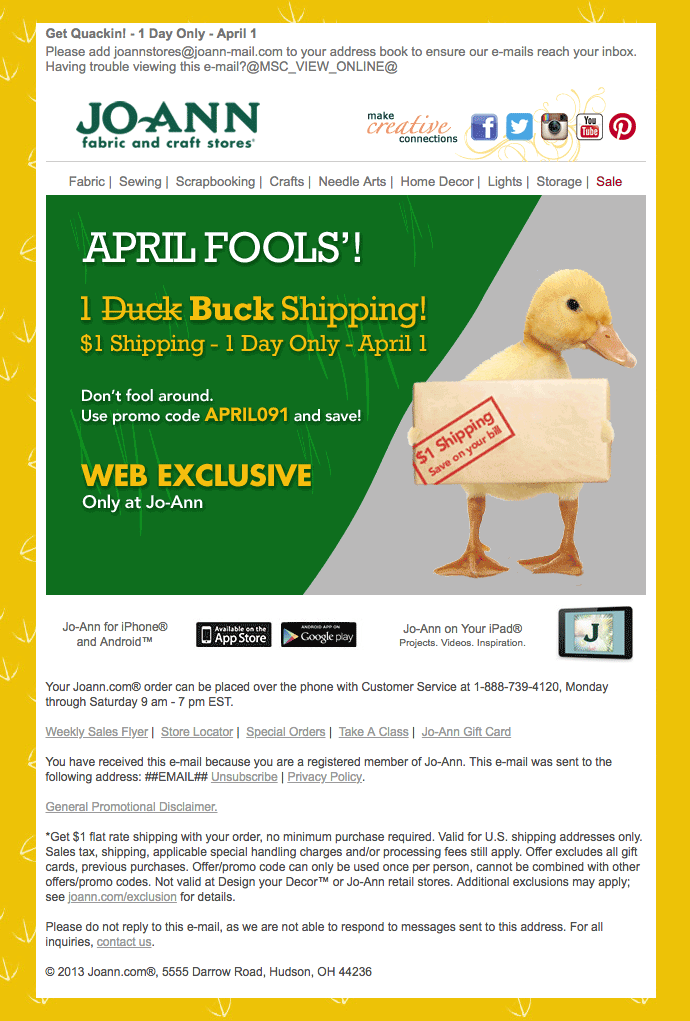 Get Quackin! - 1 Day Only - April 1
Please add joannstores@joann-mail.com to your address book to ensure our e-mails reach your inbox.
Having trouble viewing this e-mail?@MSC_VIEW_ONLINE@
JO-ANN
fabric and craft stores®
make
creative
connections
You
Tube
Fabric | Sewing | Scrapbooking | Crafts | Needle Arts | Home Decor | Lights | Storage | Sale
APRIL FOOLS'!
1 Duck Buck Shipping!
$1 Shipping - 1 Day Only - April 1
Don't fool around.
Use promo code APRIL091 and save!
WEB EXCLUSIVE
Only at Jo-Ann
$1 Shipping
Save on your bill
Jo-Ann for iPhone®
and Android™
Available on the
App Store
ANDROID APP ON
Google play
Jo-Ann on Your iPad®
Projects. Videos. Inspiration.
J
Your Joann.com® order can be placed over the phone with Customer Service at 1-888-739-4120, Monday
through Saturday 9 am - 7 pm EST.
Weekly Sales Flyer | Store Locator | Special Orders | Take A Class | Jo-Ann Gift Card
You have received this e-mail because you are a registered member of Jo-Ann. This e-mail was sent to the
following address: ##EMAIL## Unsubscribe | Privacy Policy.
General Promotional Disclaimer.
*Get $1 flat rate shipping with your order, no minimum purchase required. Valid for U.S. shipping addresses only.
Sales tax, shipping, applicable special handling charges and/or processing fees still apply. Offer excludes all gift
cards, previous purchases. Offer/promo code can only be used once per person, cannot be combined with other
offers/promo codes. Not valid at Design your Decor™ or Jo-Ann retail stores. Additional exclusions may apply;
see joann.com/exclusion for details.
Please do not reply to this e-mail, as we are not able to respond to messages sent to this address. For all
inquiries, contact us.
© 2013 Joann.com®, 5555 Darrow Road, Hudson, OH 44236